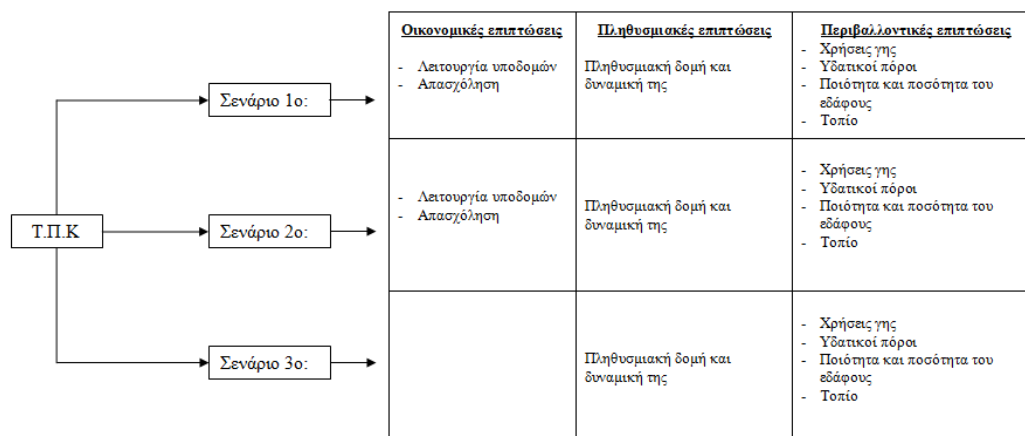 Οικονομικές επιπτώσεις
Πληθυσμιακές επιπτώσεις
Περιβαλλοντικές επιπτώσεις
Τ.Π.Κ
Σενάριο 1ο:
- Λειτουργία υποδομών
- Απασχόληση
Πληθυσμιακή δομή και
δυναμική της
- Χρήσεις γης
- Υδατικοί πόροι
- Ποιότητα και ποσότητα του
εδάφους
- Τοπίο
Σενάριο 2ο:
- Λειτουργία υποδομών
- Απασχόληση
Πληθυσμιακή δομή και
δυναμική της
- Χρήσεις γης
- Υδατικοί πόροι
- Ποιότητα και ποσότητα του
εδάφους
- Τοπίο
Σενάριο 3ο:
Πληθυσμιακή δομή και
δυναμική της
- Χρήσεις γης
- Υδατικοί πόροι
- Ποιότητα και ποσότητα του
εδάφους
- Τοπίο